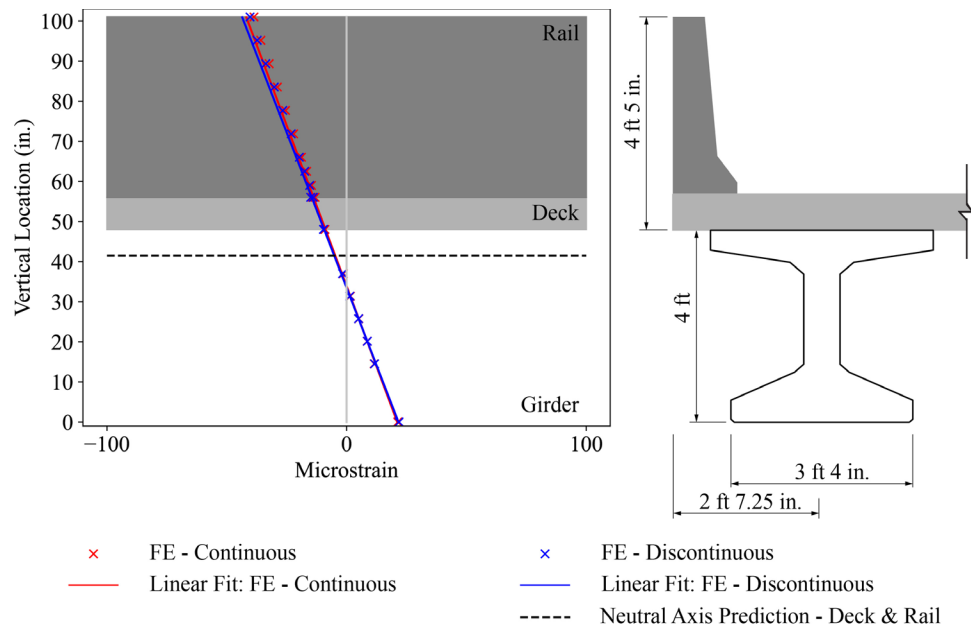 100
90
80
70
60
50
40
30
20
10
0
Vertical Location (in.)
−100
0
100
Microstrain
Rail
Deck
Girder
4 ft 5 in.
4 ft
3 ft 4 in.
2 ft 7.25 in.
FE - Continuous
FE - Discontinuous
Linear Fit: FE - Continuous
Linear Fit: FE - Discontinuous
Neutral Axis Prediction - Deck & Rail